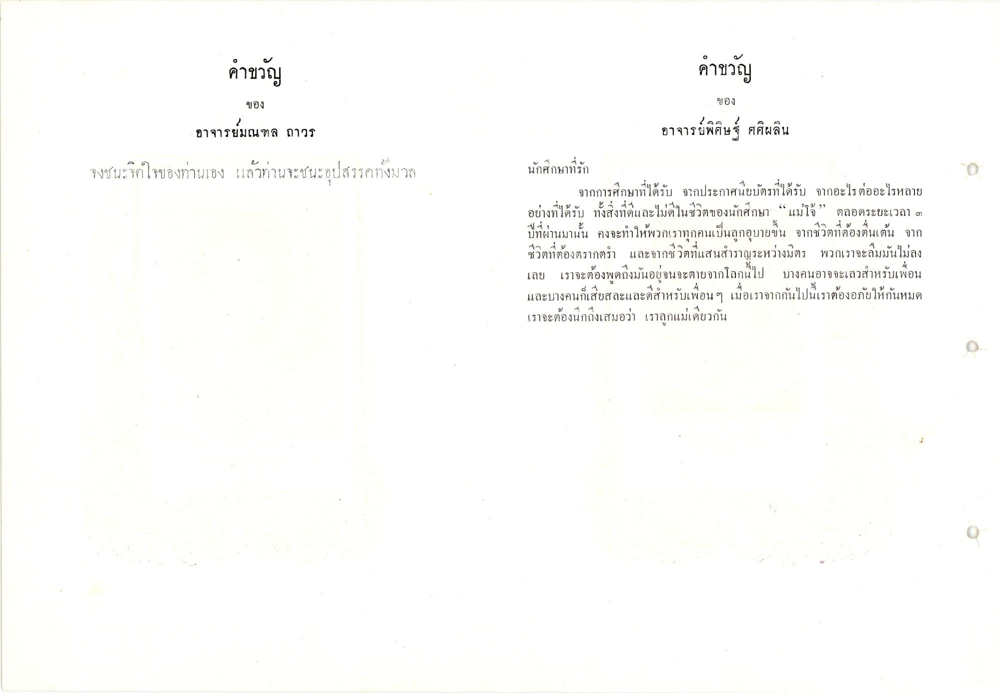 คำขวัญ
ของ
อาจารย์มณฑล ถาวร
จงชนะจิตใจของท่านเอง แล้วท่านจะชนะอุปสรรคทั้งมวล
คำขวัญ
ของ
อาจารย์พิศิษฐ์ ศศิผลิน
นักศึกษาที่รัก
จากการศึกษาที่ได้รับ จากประกาศนียบัตรที่ได้รับ จากอะไรต่ออะไรหลาย
อย่างที่ได้รับ ทั้งสิ่งที่ดีและไม่ดีในชีวิตของนักศึกษา “แม่โจ้” ตลอดระยะเวลา ๓
ปีที่ผ่านมานั้น คงจะทำให้พวกเราทุกคนเป็นลูกอุบายขึ้น จากชีวิตที่ต้องตื่นเต้น จาก
ชีวิตที่ต้องตรากตรำ และจากชีวิตที่แสนสำราญระหว่างมิตร พวกเราจะลืมมันไม่ลง
เลย เราจะต้องพูดถึงมันอยู่จนจะตายจากโลกนี้ไป บางคนอาจจะเลวสำหรับเพื่อน
และบางคนก็เสียสละและดีสำหรับเพื่อนๆ เมื่อเราจากกันไปนี้เราต้องอภัยให้กันหมด
เราจะต้องนึกถึงเสมอว่า เราลูกแม่เดียวกัน